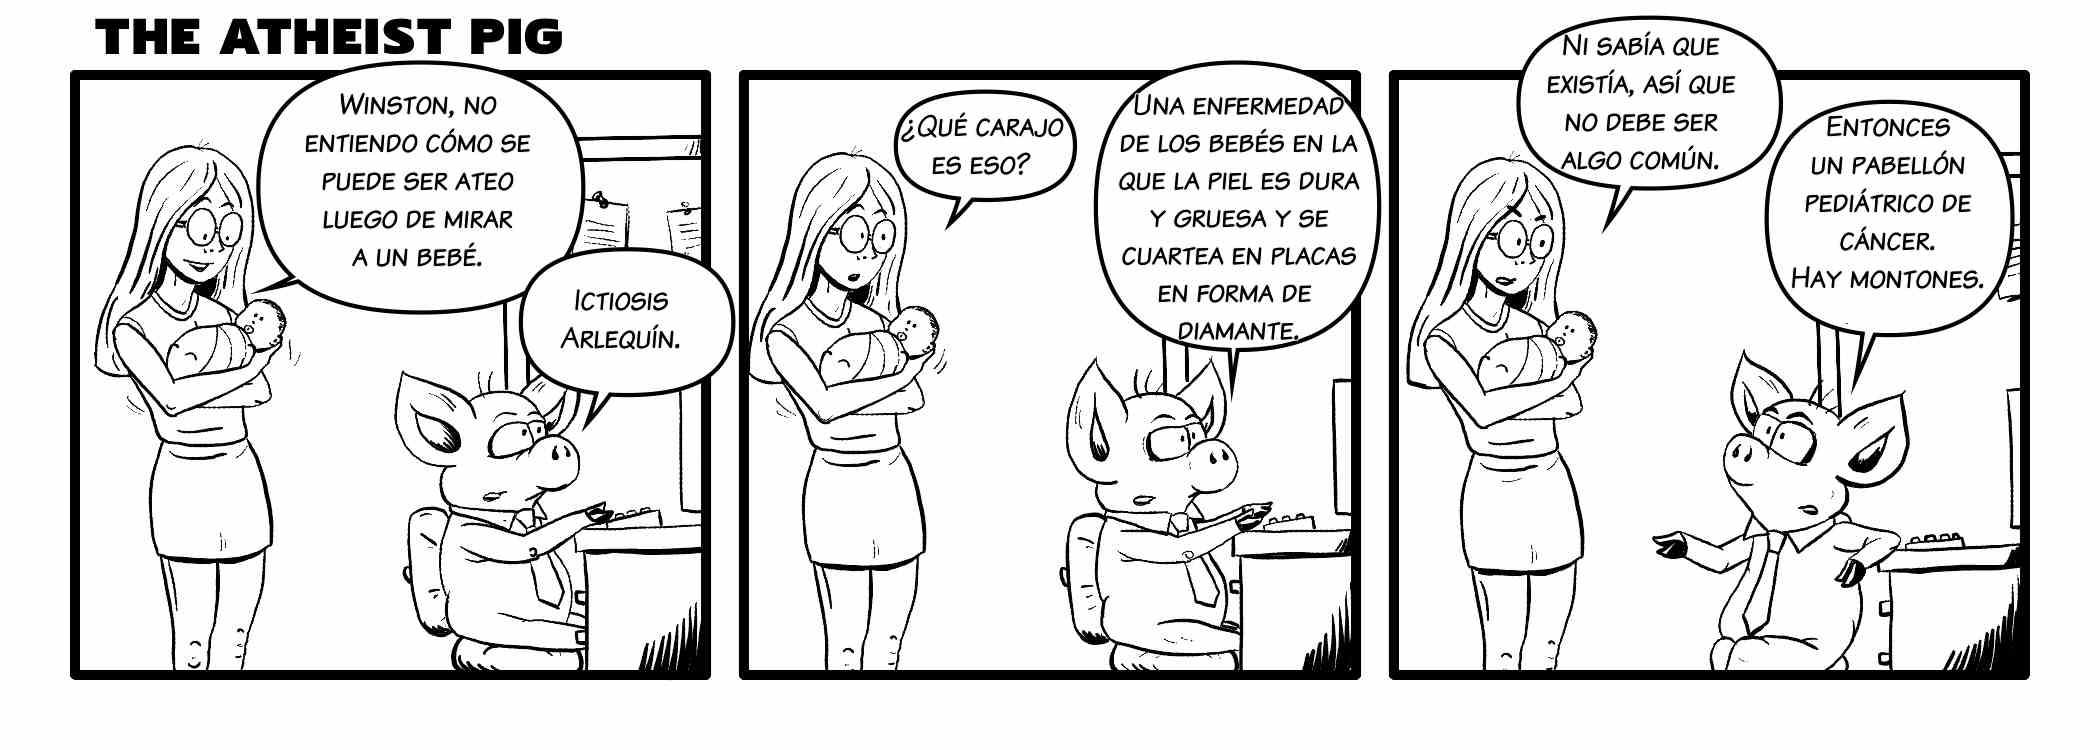 THE ATHEIST PIG
WINSTON, NO
ENTIENDO CÓMO SE
PUEDE SER ATEO
LUEGO DE MIRAR
A UN BEBÉ.
ICTIOSIS
ARLEQUÍN.
¿QUÉ CARAJO
ES ESO?
UNA ENFERMEDAD
DE LOS BEBÉS EN LA
QUE LA PIEL ES DURA
Y GRUESA Y SE
CUARTEA EN PLACAS
EN FORMA DE
DIAMANTE.
NI SABÍA QUE
EXISTÍA, ASÍ QUE
NO DEBE SER
ALGO COMÚN.
ENTONCES
UN PABELLÓN
PEDIÁTRICO DE
CÁNCER.
HAY MONTONES.